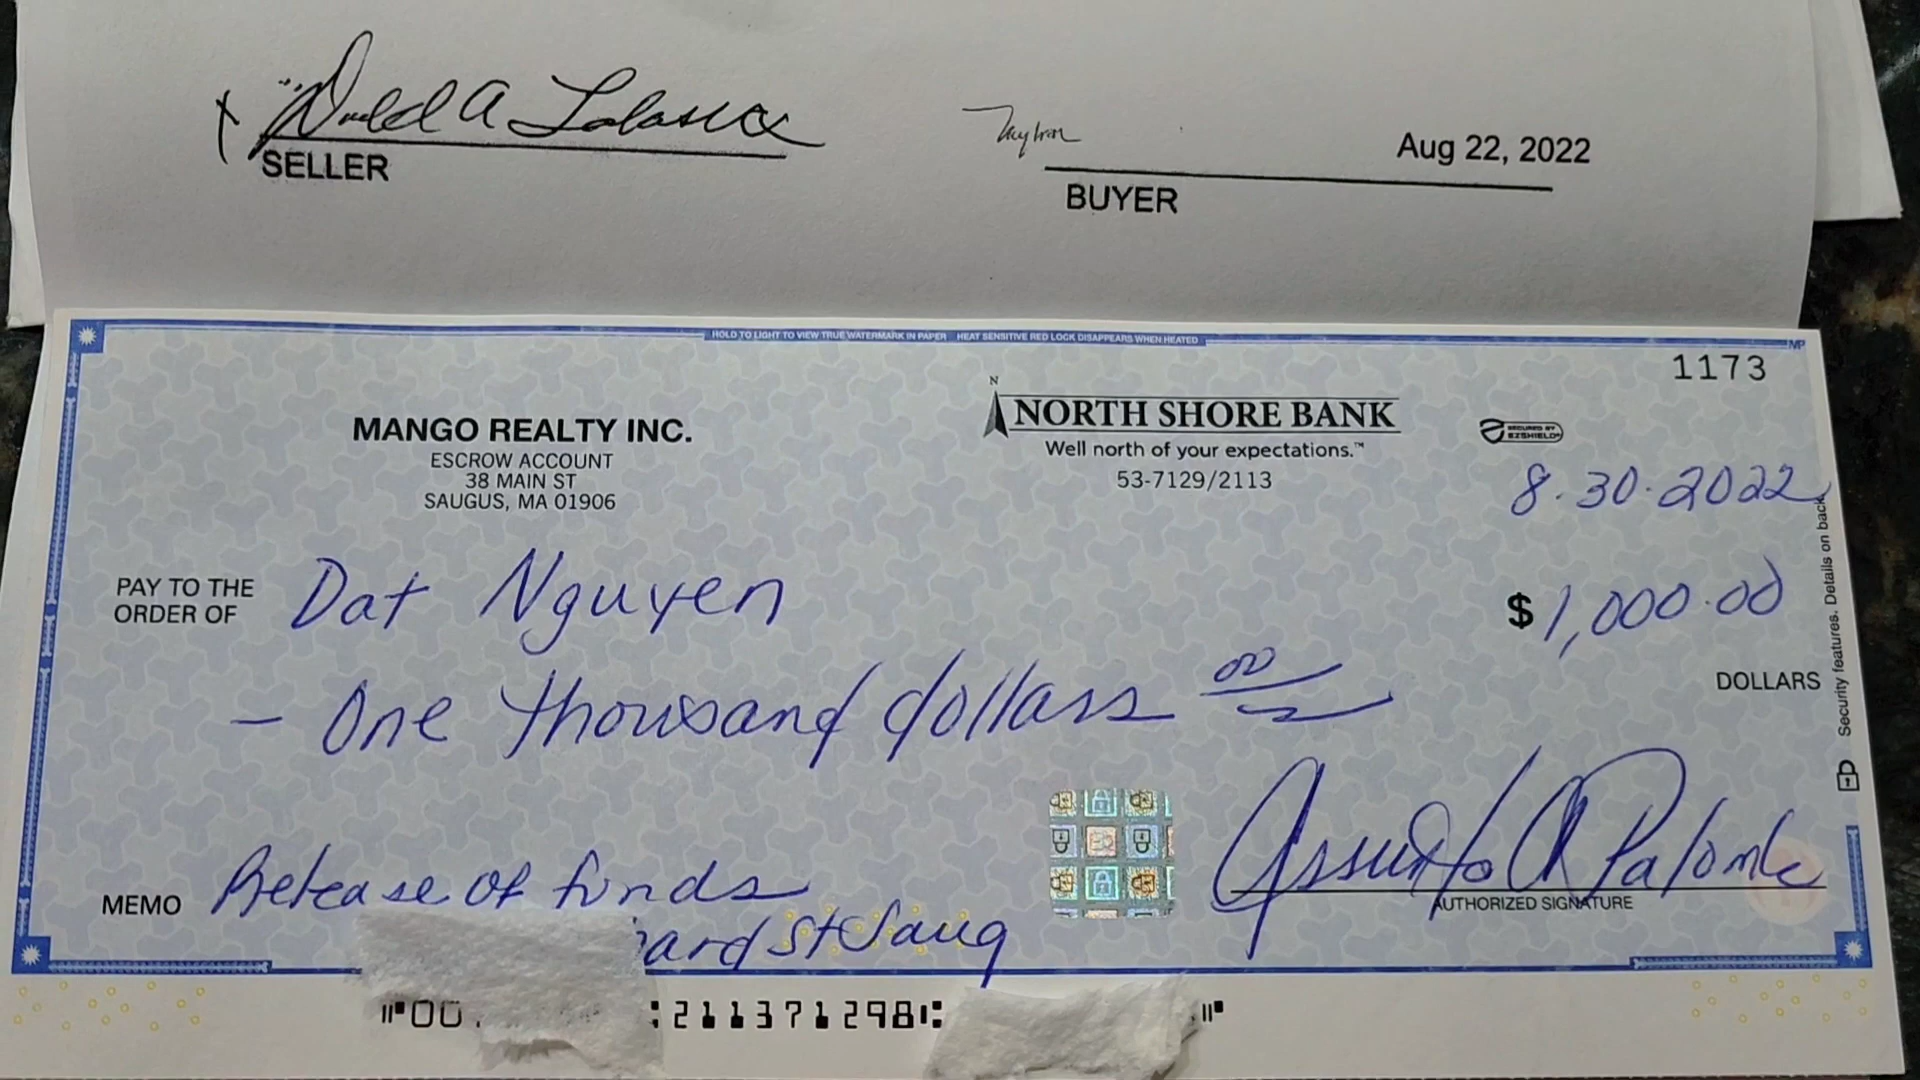 Donald A
SELLER
Aug 22, 2022
BUYER
HOLD TO LIGHT TO VIEW TRUE WATERMARK IN PAPER HEAT SENSITIVE RED LOCK DISAPPEARS WHEN HEATED
MP
1173
MANGO REALTY INC.
ESCROW ACCOUNT
38 MAIN ST
SAUGUS, MA 01906
N
NORTH SHORE BANK
Well north of your expectations.™
53-7129/2113
SECURED BY
EZSHIELD
8.30.2022
PAY TO THE
ORDER OF
Dat Nguyen
$1,000.00
- One thousand dollars 00
DOLLARS
Security features. Details on back.
MEMO
Release of funds
ard St Saug
Assunta A Palombe
AUTHORIZED SIGNATURE
⑈00
⑆211371298⑆
⑈